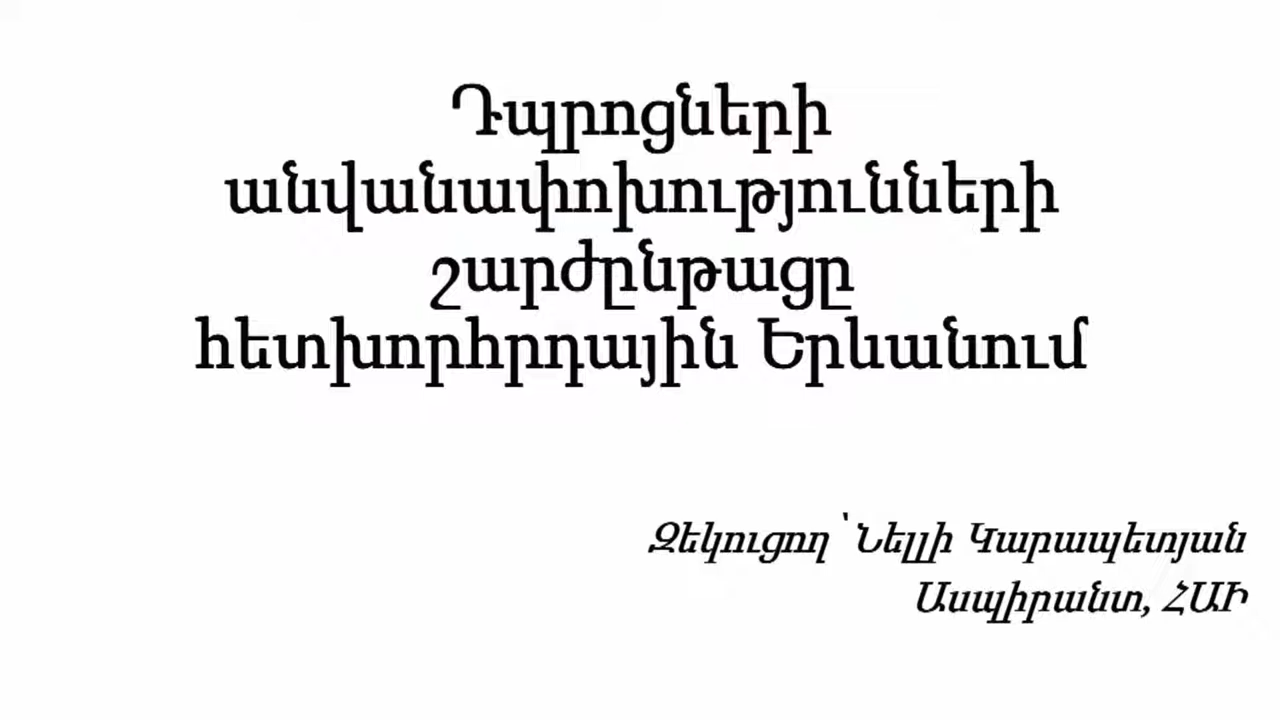 Դպրոցների
անվանափոխությունների
շարժընթացը
հետխորհրդային Երևանում
Զեկուցող՝ Նելլի Կարապետյան
Ասպիրանտ, ՀԱԻ